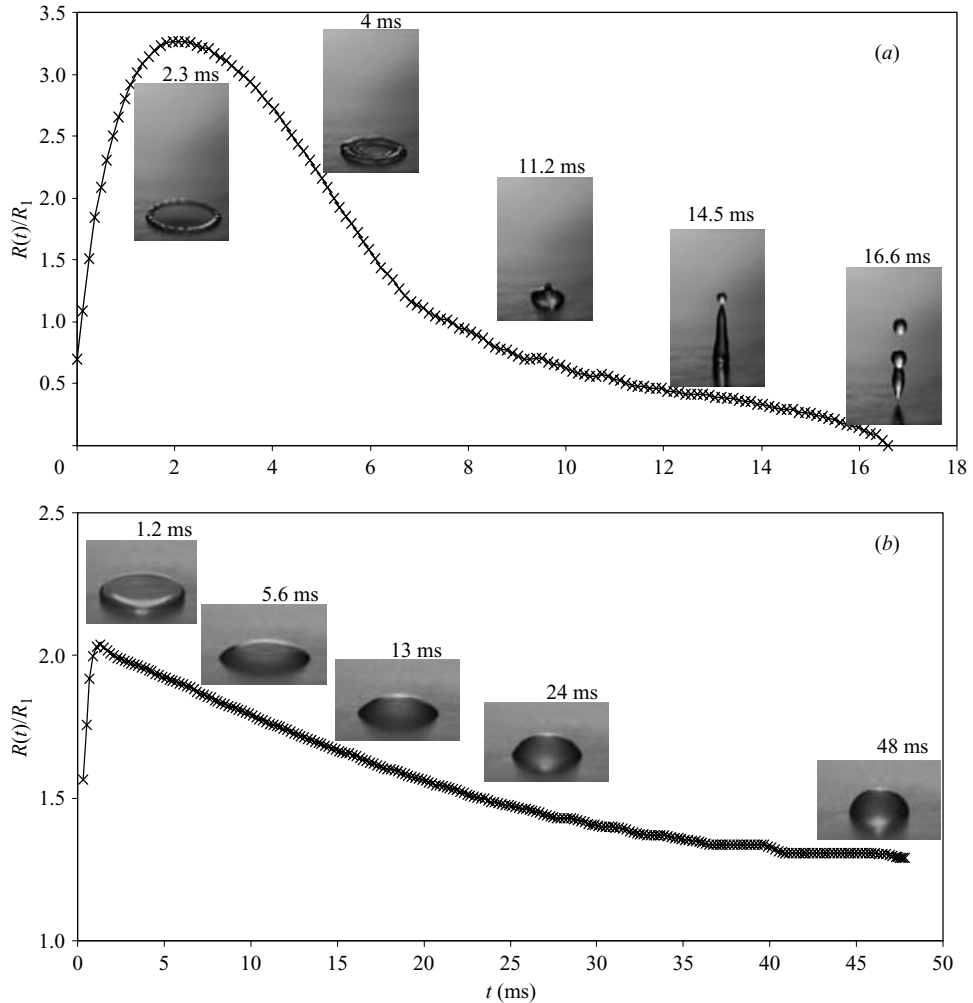 3.5
3.0
2.5
2.0
1.5
1.0
0.5
R(t)/R1
(a)
2.3 ms
4 ms
11.2 ms
14.5 ms
16.6 ms
0 2 4 6 8 10 12 14 16 18
2.5
2.0
1.5
1.0
R(t)/R1
(b)
1.2 ms
5.6 ms
13 ms
24 ms
48 ms
0 5 10 15 20 25 30 35 40 45 50
t (ms)